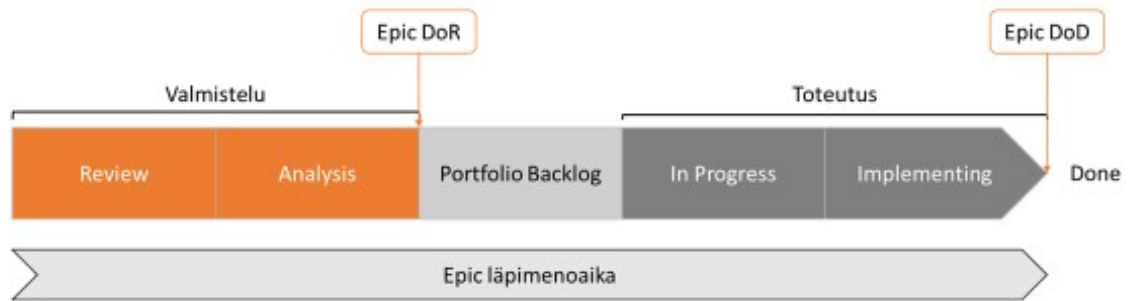 Epic DoR
Epic DoD
Valmistelu
Toteutus
Review
Analysis
Portfolio Backlog
In Progress
Implementing
Done
Epic läpimenoaika